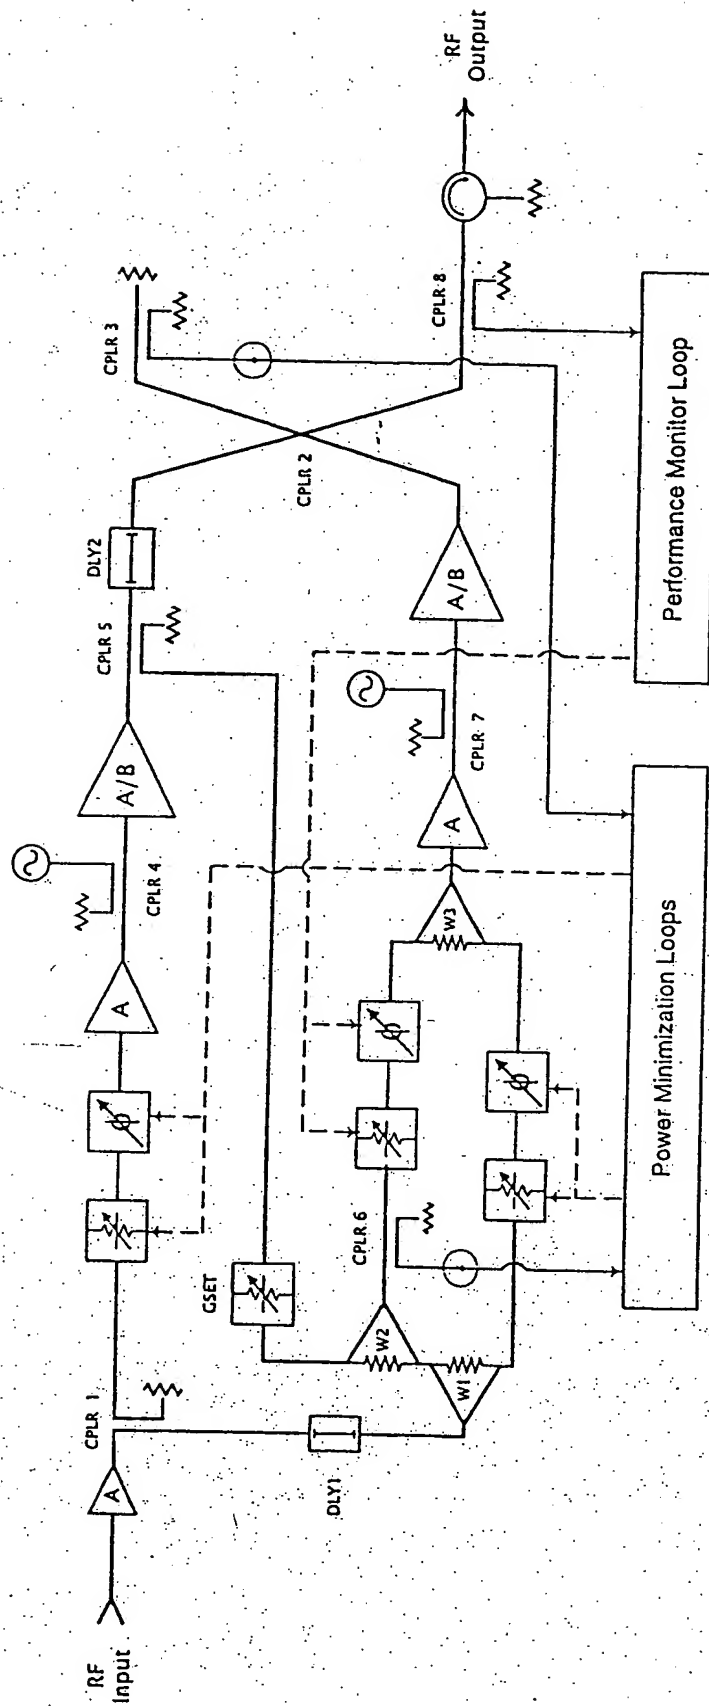 RF
Input
A
CPLR 1
DLY1
A
CPLR 4
A/B
CPLR 5
DLY2
CPLR 2
CPLR 3
GSET
W1
W2
CPLR 6
W3
A
CPLR 7
A/B
CPLR 8
RF
Output
Power Minimization Loops
Performance Monitor Loop